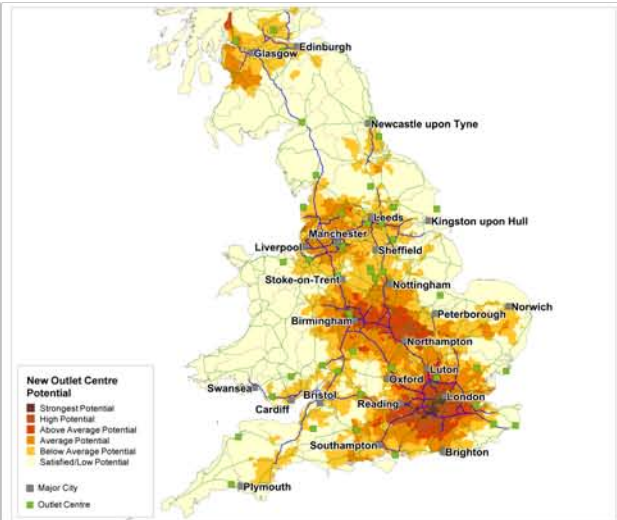 Edinburgh
Glasgow
Newcastle upon Tyne
Leeds
Kingston upon Hull
Manchester
Liverpool
Sheffield
Stoke-on-Trent
Nottingham
Norwich
Peterborough
Birmingham
Northampton
Luton
Oxford
Swansea
Bristol
London
Cardiff
Reading
Southampton
Brighton
Plymouth
New Outlet Centre
Potential
Strongest Potential
High Potential
Above Average Potential
Average Potential
Below Average Potential
Satisfied/Low Potential
Major City
Outlet Centre